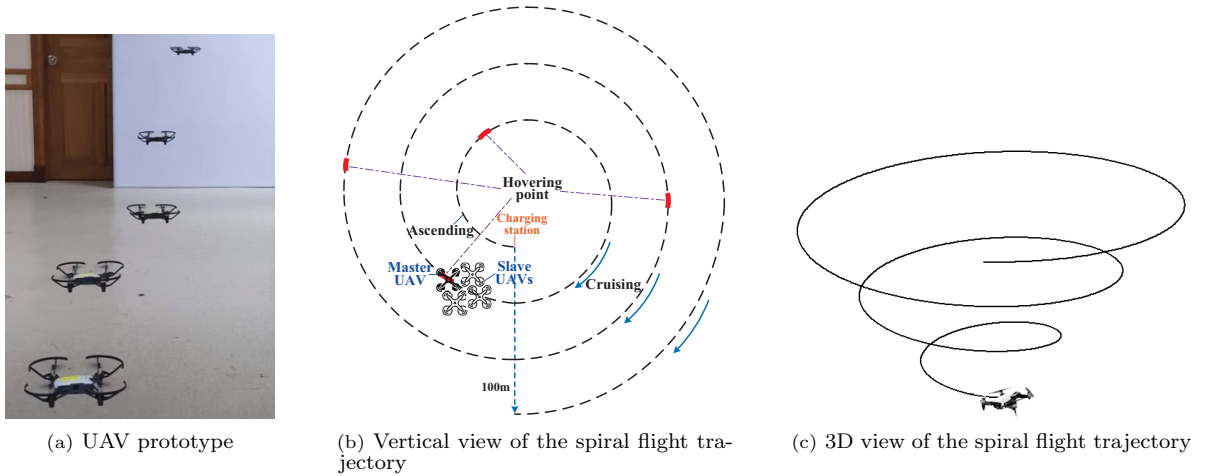 Hovering
point
Charging
station
Ascending
Master
UAV
Slave
UAVs
Cruising
100m
(a) UAV prototype
(b) Vertical view of the spiral flight tra-
jectory
(c) 3D view of the spiral flight trajectory